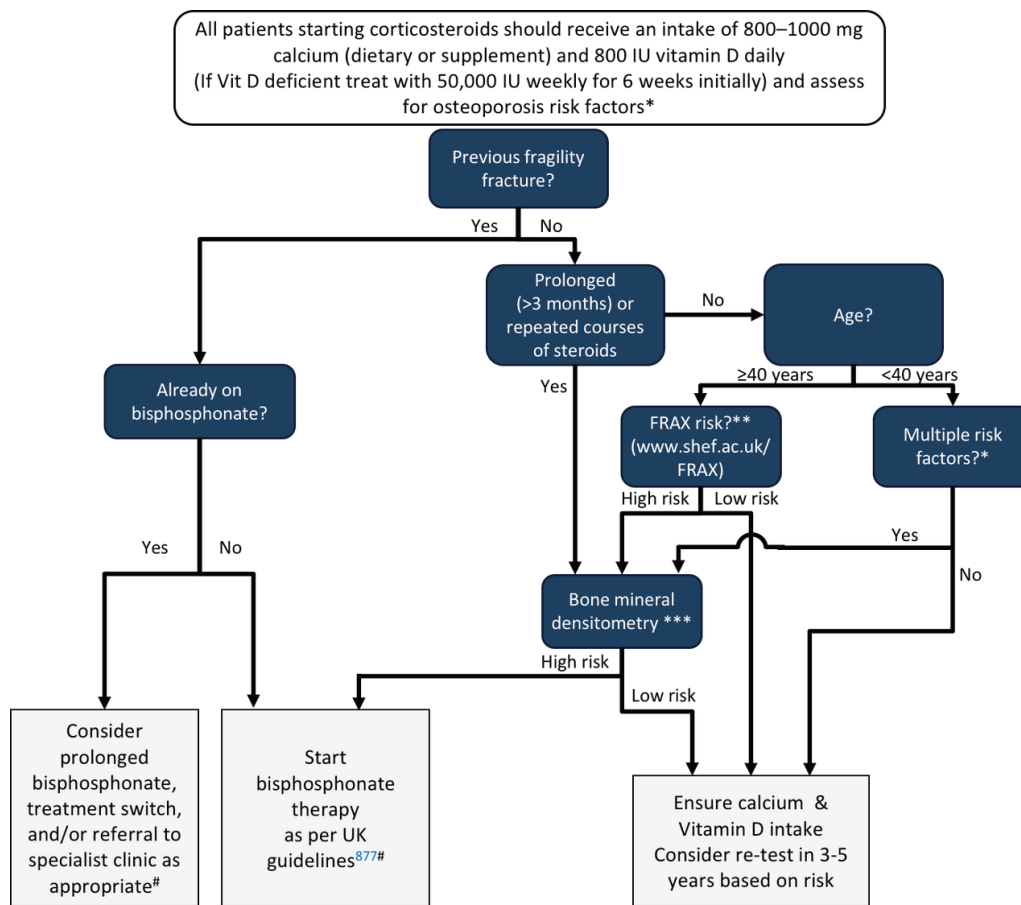 All patients starting corticosteroids should receive an intake of 800–1000 mg
calcium (dietary or supplement) and 800 IU vitamin D daily
(If Vit D deficient treat with 50,000 IU weekly for 6 weeks initially) and assess
for osteoporosis risk factors*
Previous fragility
fracture?
Yes
No
Prolonged
(>3 months) or
repeated courses
of steroids
No
Age?
Already on
bisphosphonate?
Yes
≥40 years
<40 years
FRAX risk?**
(www.shef.ac.uk/
FRAX)
Multiple risk
factors?*
High risk
Low risk
Yes
No
Yes
No
Bone mineral
densitometry ***
High risk
Low risk
Consider
prolonged
bisphosphonate,
treatment switch,
and/or referral to
specialist clinic as
appropriate#
Start
bisphosphonate
therapy
as per UK
guidelines877#
Ensure calcium &
Vitamin D intake
Consider re-test in 3-5
years based on risk